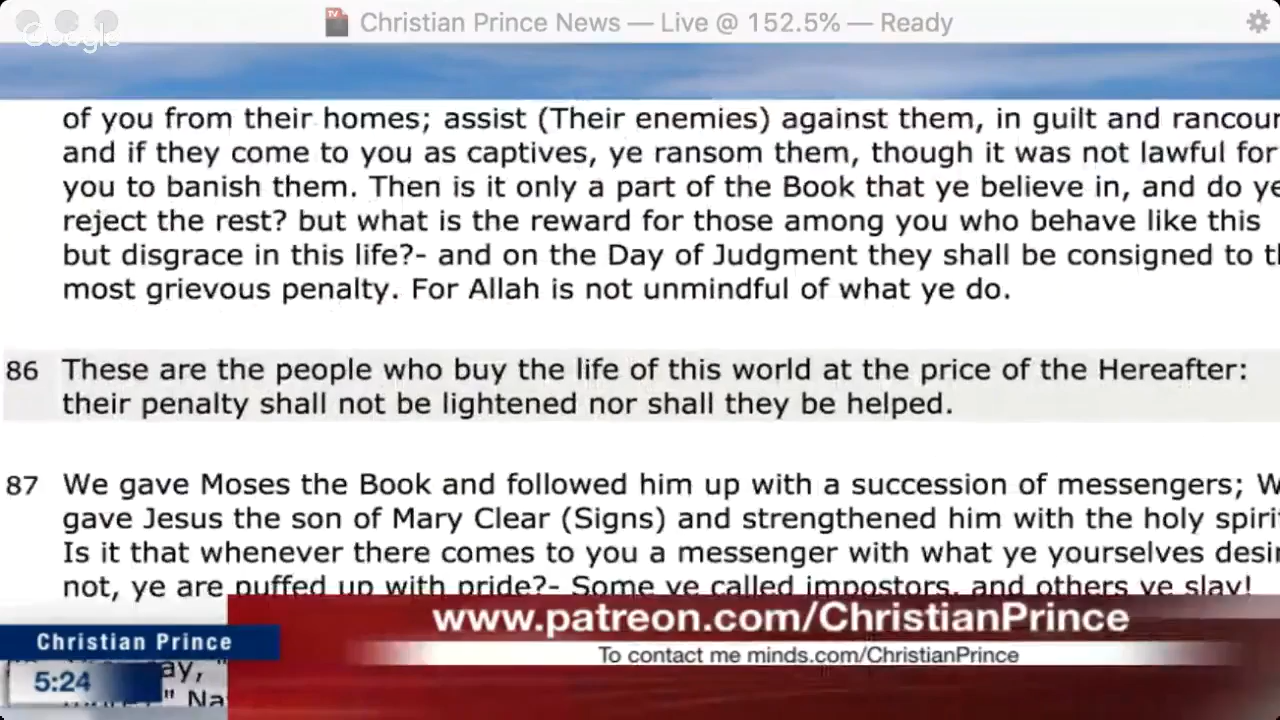 Christian Prince News — Live @ 152.5% — Ready
Google
of you from their homes; assist (Their enemies) against them, in guilt and rancour
and if they come to you as captives, ye ransom them, though it was not lawful for
you to banish them. Then is it only a part of the Book that ye believe in, and do ye
reject the rest? but what is the reward for those among you who behave like this
but disgrace in this life?- and on the Day of Judgment they shall be consigned to t
most grievous penalty. For Allah is not unmindful of what ye do.
86 These are the people who buy the life of this world at the price of the Hereafter:
their penalty shall not be lightened nor shall they be helped.
87 We gave Moses the Book and followed him up with a succession of messengers; W
gave Jesus the son of Mary Clear (Signs) and strengthened him with the holy spiri
Is it that whenever there comes to you a messenger with what ye yourselves desi
not, ye are puffed up with pride?- Some ye called impostors, and others ye slay!
www.patreon.com/ChristianPrince
Christian Prince
To contact me minds.com/ChristianPrince
5:24
" Na